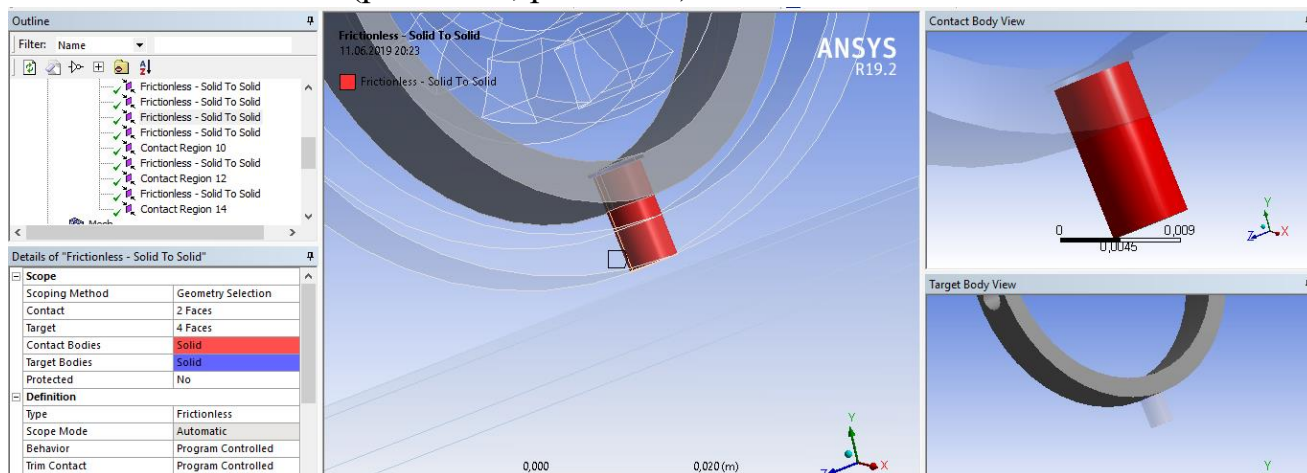 Outline
Filter: Name
Frictionless - Solid To Solid
Frictionless - Solid To Solid
Frictionless - Solid To Solid
Frictionless - Solid To Solid
Contact Region 10
Frictionless - Solid To Solid
Contact Region 12
Frictionless - Solid To Solid
Contact Region 14
Details of "Frictionless - Solid To Solid"
Scope
Scoping Method Geometry Selection
Contact 2 Faces
Target 4 Faces
Contact Bodies Solid
Target Bodies Solid
Protected No
Definition
Type Frictionless
Scope Mode Automatic
Behavior Program Controlled
Trim Contact Program Controlled
Frictionless - Solid To Solid
11.06.2019 20:23
Frictionless - Solid To Solid
ANSYS
R19.2
0,000 0,020 (m)
Y
X
Z
Contact Body View
0 0,009
0,0045
Y
Z X
Target Body View
Y